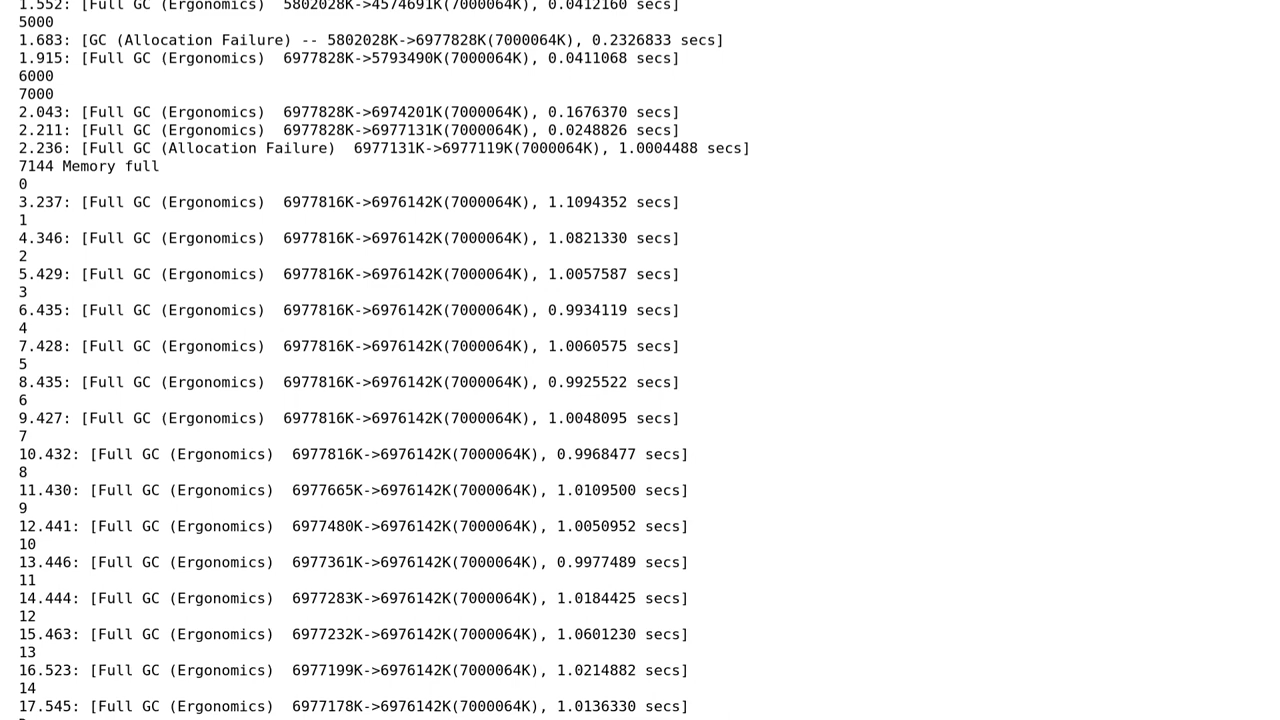 1.552: [Full GC (Ergonomics)  5802028K->4574691K(7000064K), 0.0412160 secs]
5000
1.683: [GC (Allocation Failure) -- 5802028K->6977828K(7000064K), 0.2326833 secs]
1.915: [Full GC (Ergonomics)  6977828K->5793490K(7000064K), 0.0411068 secs]
6000
7000
2.043: [Full GC (Ergonomics)  6977828K->6974201K(7000064K), 0.1676370 secs]
2.211: [Full GC (Ergonomics)  6977828K->6977131K(7000064K), 0.0248826 secs]
2.236: [Full GC (Allocation Failure)  6977131K->6977119K(7000064K), 1.0004488 secs]
7144 Memory full
0
3.237: [Full GC (Ergonomics)  6977816K->6976142K(7000064K), 1.1094352 secs]
1
4.346: [Full GC (Ergonomics)  6977816K->6976142K(7000064K), 1.0821330 secs]
2
5.429: [Full GC (Ergonomics)  6977816K->6976142K(7000064K), 1.0057587 secs]
3
6.435: [Full GC (Ergonomics)  6977816K->6976142K(7000064K), 0.9934119 secs]
4
7.428: [Full GC (Ergonomics)  6977816K->6976142K(7000064K), 1.0060575 secs]
5
8.435: [Full GC (Ergonomics)  6977816K->6976142K(7000064K), 0.9925522 secs]
6
9.427: [Full GC (Ergonomics)  6977816K->6976142K(7000064K), 1.0048095 secs]
7
10.432: [Full GC (Ergonomics)  6977816K->6976142K(7000064K), 0.9968477 secs]
8
11.430: [Full GC (Ergonomics)  6977665K->6976142K(7000064K), 1.0109500 secs]
9
12.441: [Full GC (Ergonomics)  6977480K->6976142K(7000064K), 1.0050952 secs]
10
13.446: [Full GC (Ergonomics)  6977361K->6976142K(7000064K), 0.9977489 secs]
11
14.444: [Full GC (Ergonomics)  6977283K->6976142K(7000064K), 1.0184425 secs]
12
15.463: [Full GC (Ergonomics)  6977232K->6976142K(7000064K), 1.0601230 secs]
13
16.523: [Full GC (Ergonomics)  6977199K->6976142K(7000064K), 1.0214882 secs]
14
17.545: [Full GC (Ergonomics)  6977178K->6976142K(7000064K), 1.0136330 secs]